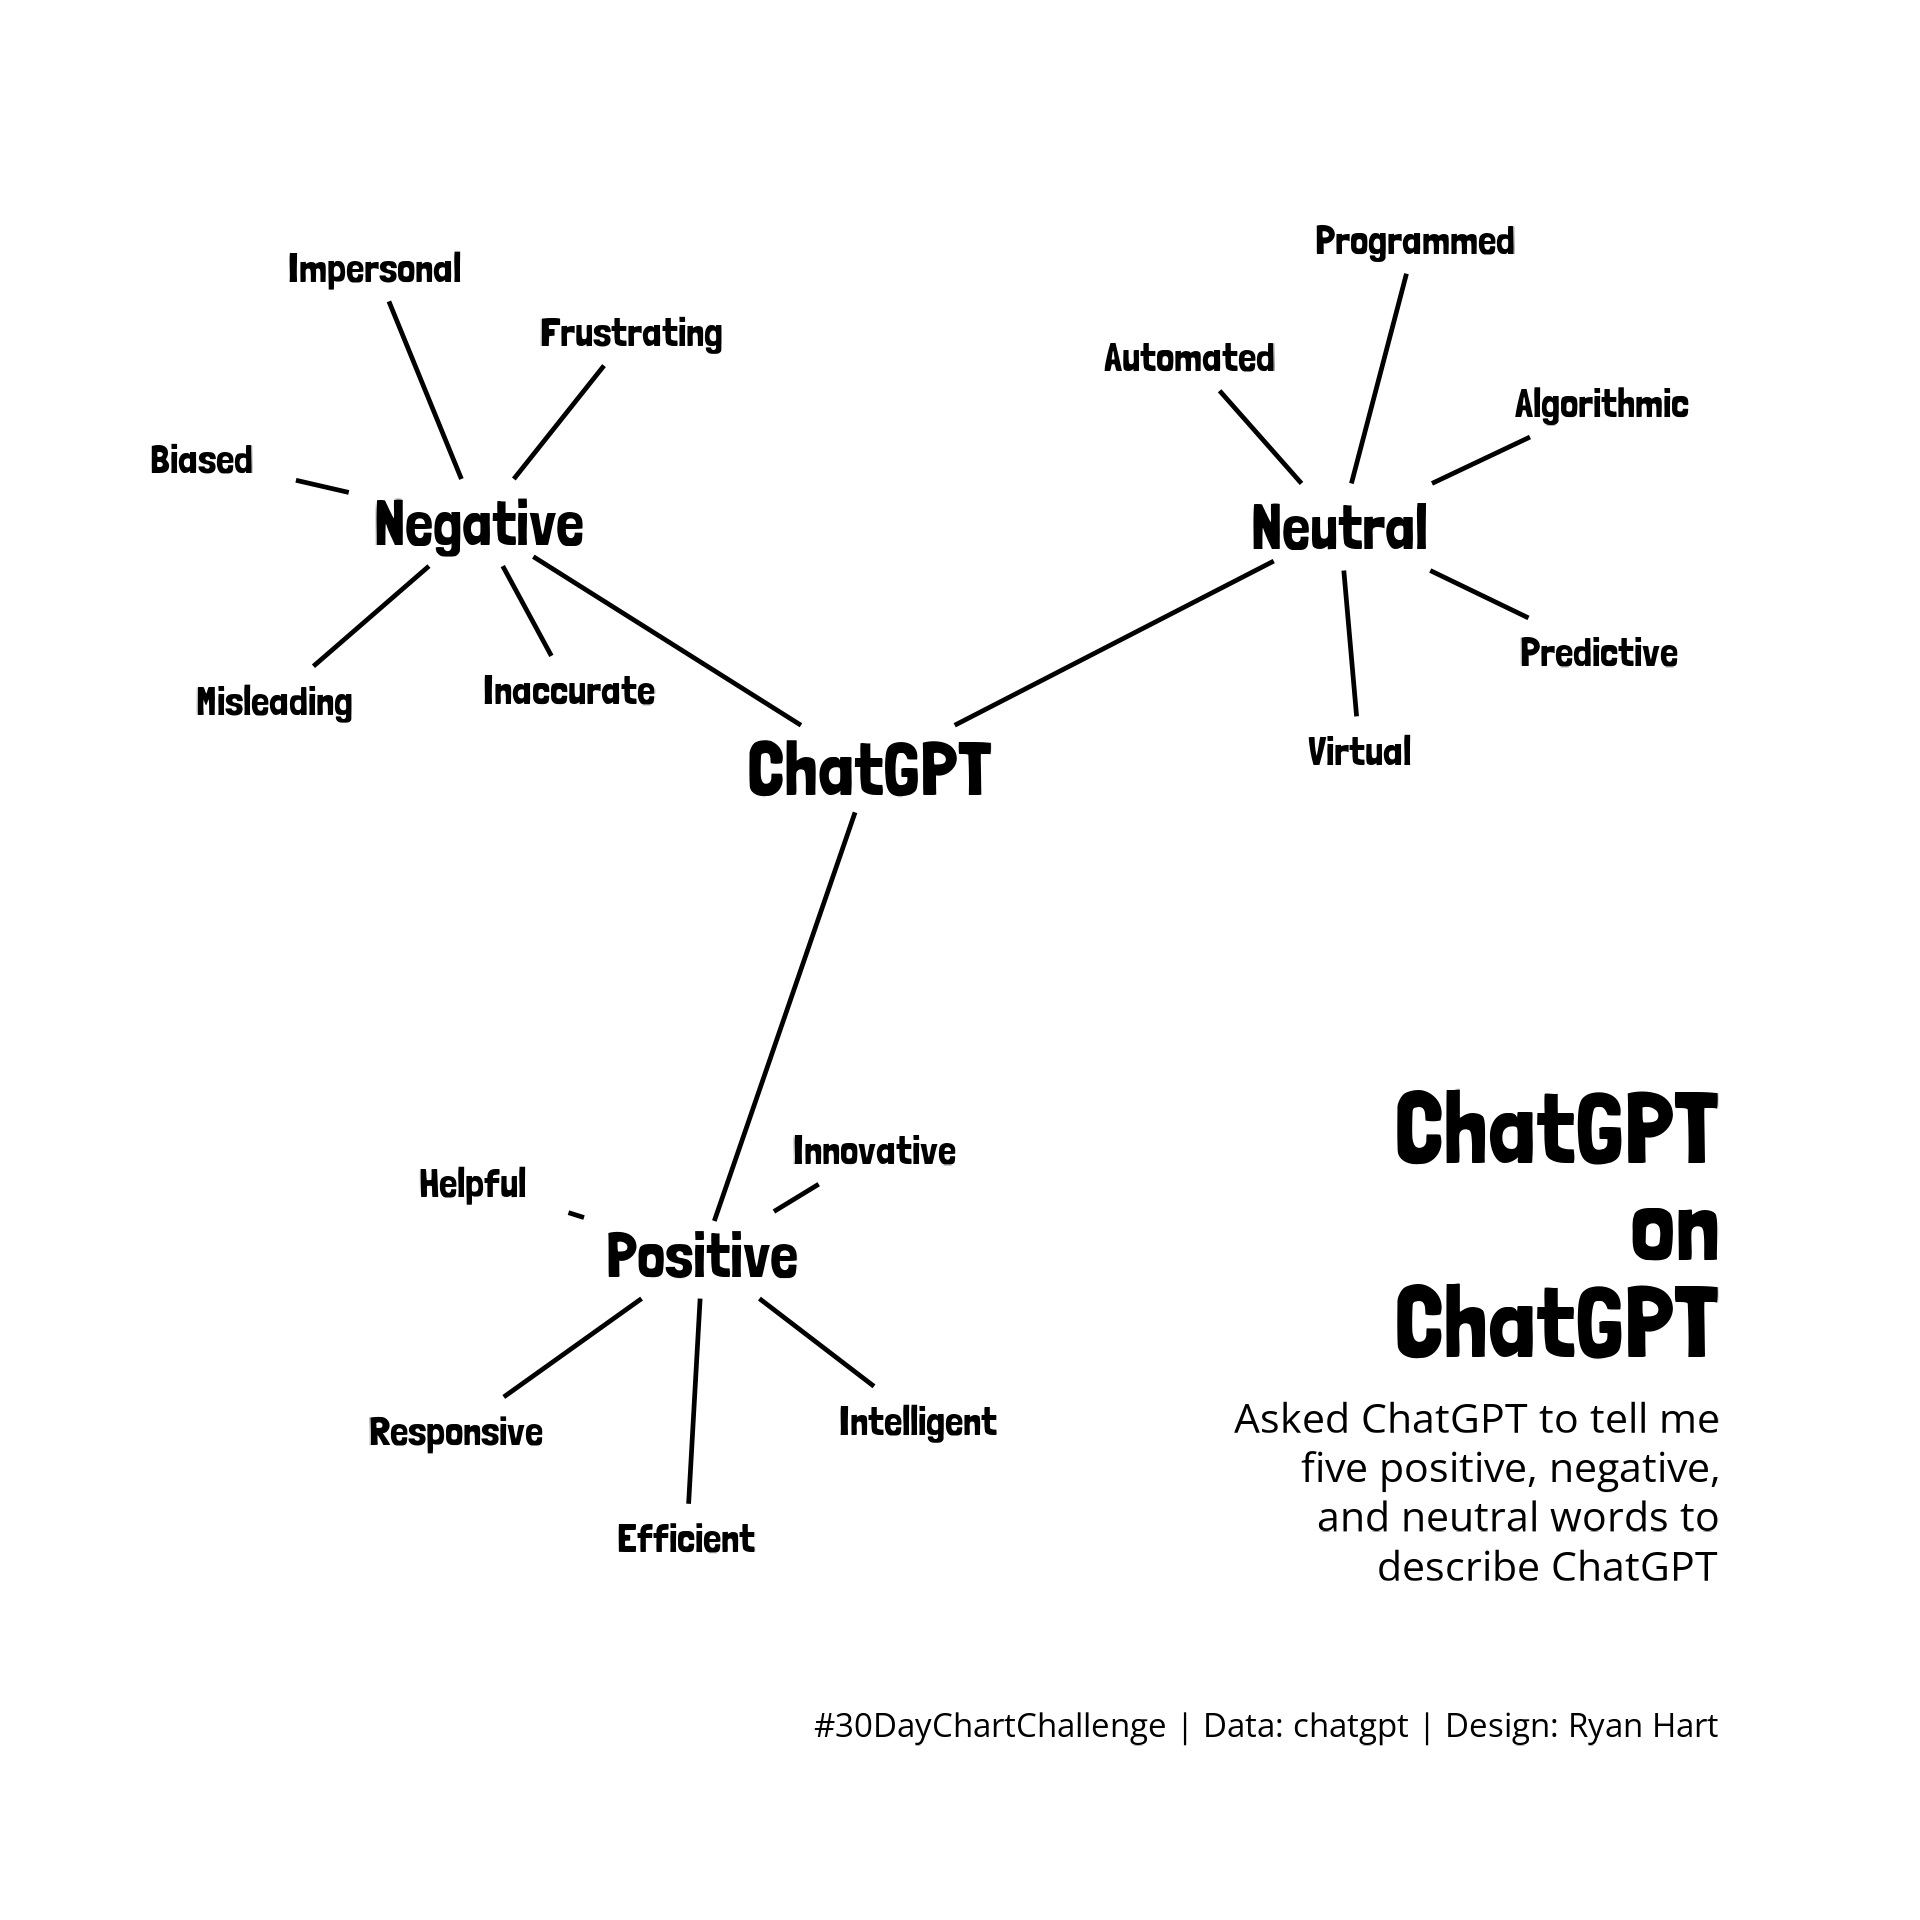 Impersonal
Frustrating
Biased
Negative
Misleading
Inaccurate
Programmed
Automated
Algorithmic
Neutral
Predictive
Virtual
ChatGPT
Innovative
Helpful
Positive
Responsive
Intelligent
Efficient
ChatGPT
on
ChatGPT
Asked ChatGPT to tell me
five positive, negative,
and neutral words to
describe ChatGPT
#30DayChartChallenge | Data: chatgpt | Design: Ryan Hart